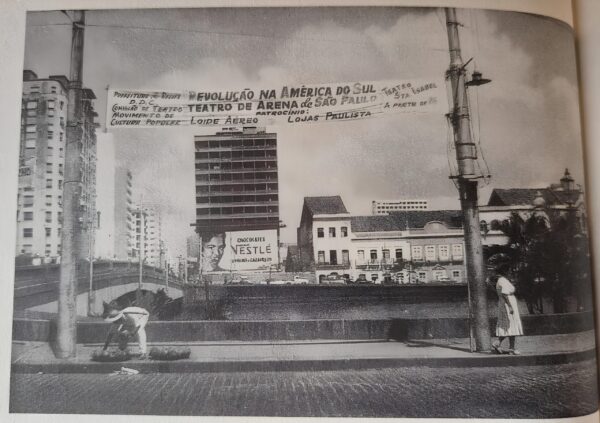 PREFEITURA DO RECIFE
D.D.C.
COMISSÃO DE TEATRO
MOVIMENTO DE
CULTURA POPULAR
REVOLUÇÃO NA AMÉRICA DO SUL
TEATRO DE ARENA de SÃO PAULO
PATROCINIO:
LOIDE AÉREO LOJAS PAULISTA
TEATRO
STA ISABEL
A PARTIR DE
CHOCOLATES
NESTLÉ